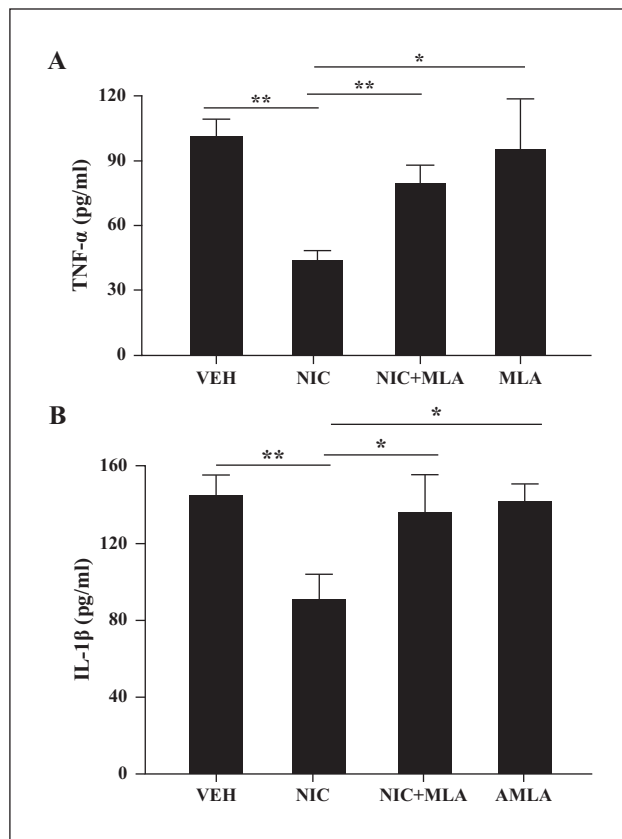 A
*
** **
120
90
60
30
0
TNF-α (pg/ml)
VEH NIC NIC+MLA MLA
B
*
** *
160
120
80
40
0
IL-1β (pg/ml)
VEH NIC NIC+MLA AMLA